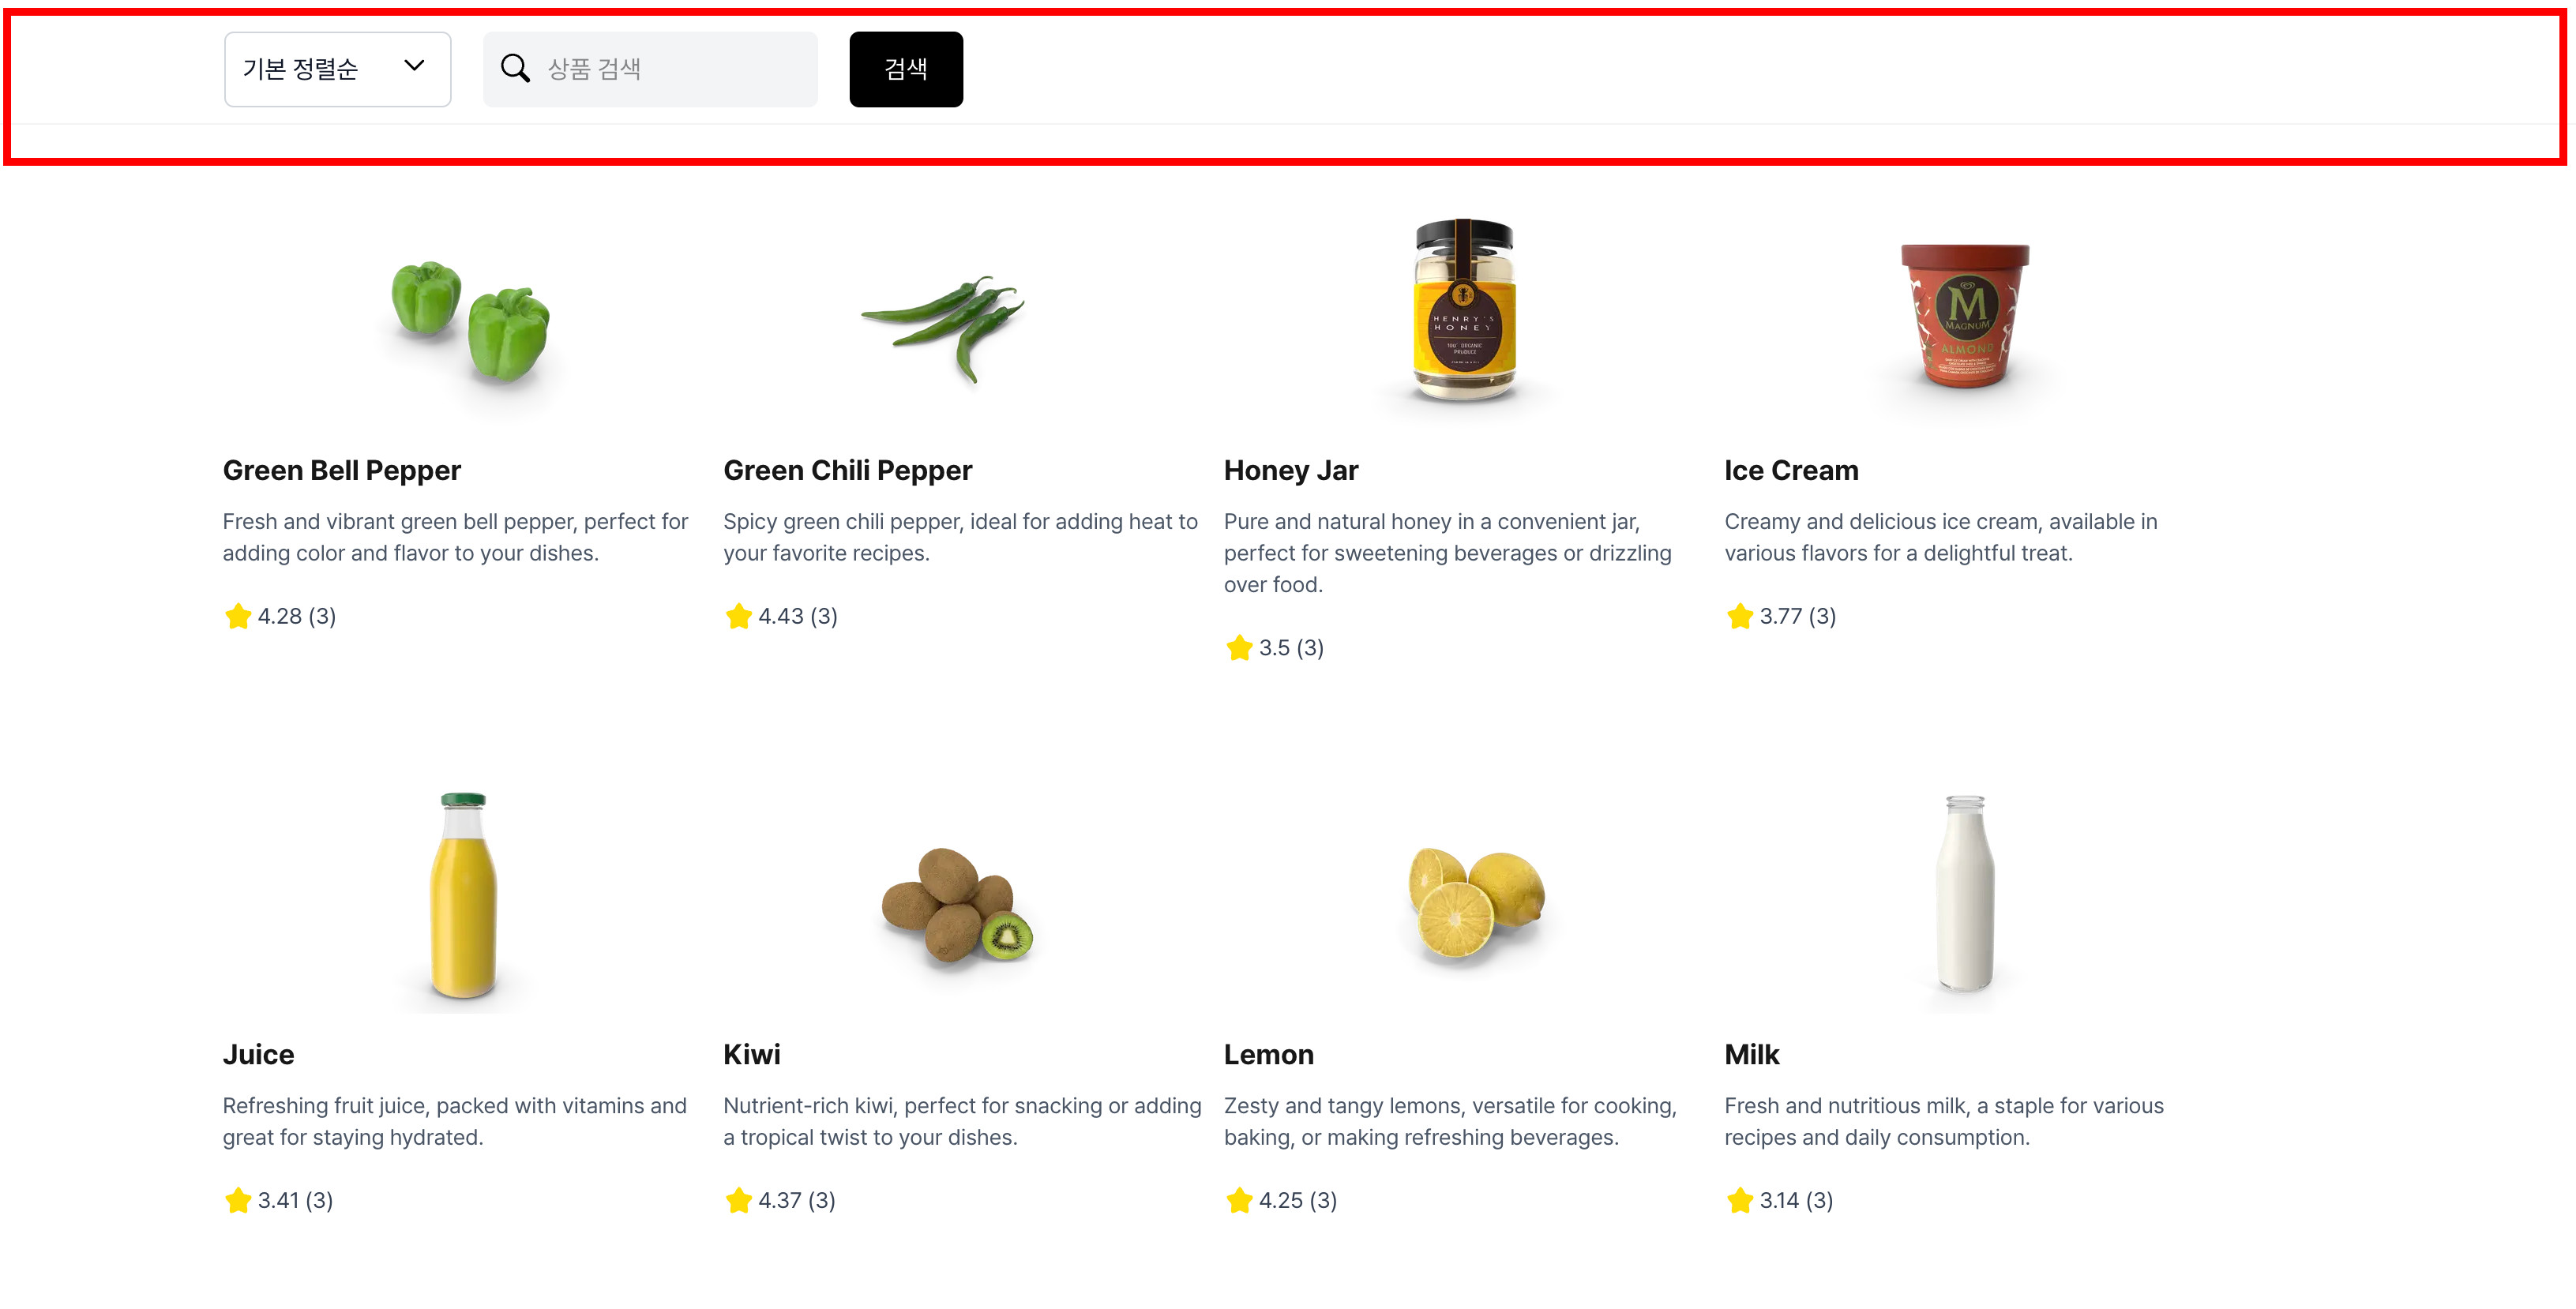 기본 정렬순
상품 검색
검색
HENRY'S
HONEY
100% ORGANIC
PRODUCE
M
MAGNUM
ALMOND
Green Bell Pepper
Fresh and vibrant green bell pepper, perfect for
adding color and flavor to your dishes.
4.28 (3)
Green Chili Pepper
Spicy green chili pepper, ideal for adding heat to
your favorite recipes.
4.43 (3)
Honey Jar
Pure and natural honey in a convenient jar,
perfect for sweetening beverages or drizzling
over food.
3.5 (3)
Ice Cream
Creamy and delicious ice cream, available in
various flavors for a delightful treat.
3.77 (3)
Juice
Refreshing fruit juice, packed with vitamins and
great for staying hydrated.
3.41 (3)
Kiwi
Nutrient-rich kiwi, perfect for snacking or adding
a tropical twist to your dishes.
4.37 (3)
Lemon
Zesty and tangy lemons, versatile for cooking,
baking, or making refreshing beverages.
4.25 (3)
Milk
Fresh and nutritious milk, a staple for various
recipes and daily consumption.
3.14 (3)